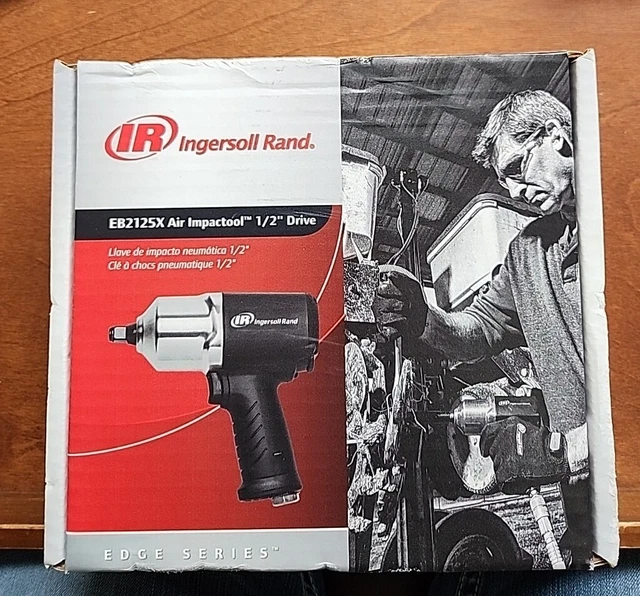 IR Ingersoll Rand®
EB2125X Air Impactool™ 1/2" Drive
Llave de impacto neumática 1/2"
Clé à chocs pneumatique 1/2"
IR Ingersoll Rand
IR
EDGE SERIES™